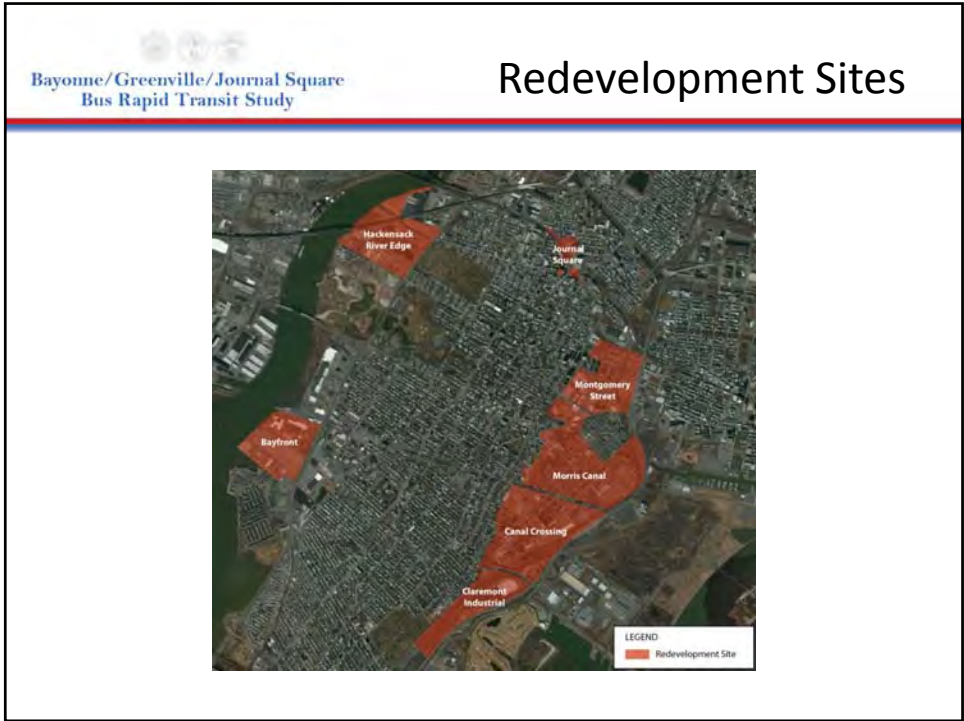 Bayonne/Greenville/Journal Square
Bus Rapid Transit Study
Redevelopment Sites
Hackensack
River Edge
Journal
Square
Montgomery
Street
Bayfront
Morris Canal
Canal Crossing
Claremont
Industrial
LEGEND
Redevelopment Site